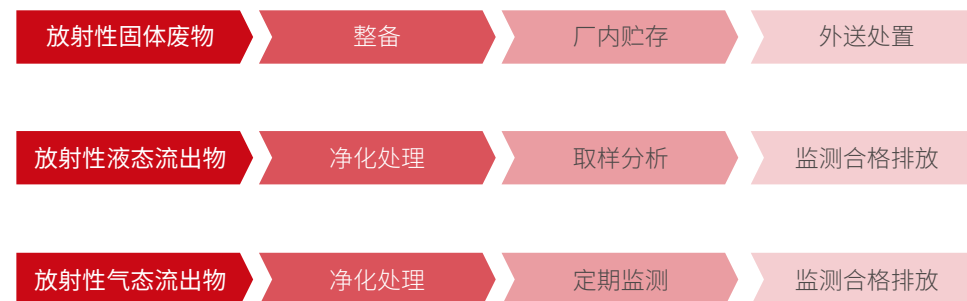 放射性固体废物 整备 厂内贮存 外送处置
放射性液态流出物 净化处理 取样分析 监测合格排放
放射性气态流出物 净化处理 定期监测 监测合格排放